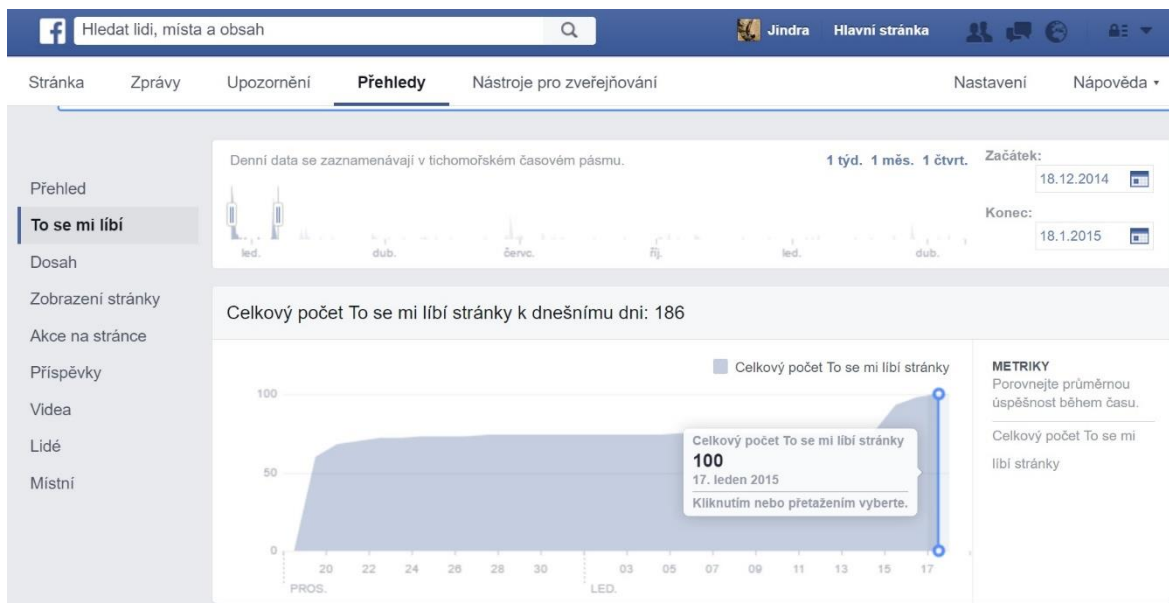 f Hledat lidi, místa a obsah Jindra Hlavní stránka
Stránka Zprávy Upozornění Přehledy Nástroje pro zveřejňování Nastavení Nápověda
Přehled
To se mi líbí
Dosah
Zobrazení stránky
Akce na stránce
Příspěvky
Videa
Lidé
Místní
Denní data se zaznamenávají v tichomořském časovém pásmu. 1 týd. 1 měs. 1 čtvrt.
Začátek:
18.12.2014
Konec:
18.1.2015
led. dub. červc. říj. led. dub.
Celkový počet To se mi líbí stránky k dnešnímu dni: 186
Celkový počet To se mi líbí stránky
100
50
0
Celkový počet To se mi líbí stránky
100
17. leden 2015
Kliknutím nebo přetažením vyberte.
20 22 24 26 28 30 03 05 07 09 11 13 15 17
PROS. LED.
METRIKY
Porovnejte průměrnou
úspěšnost během času.
Celkový počet To se mi
líbí stránky